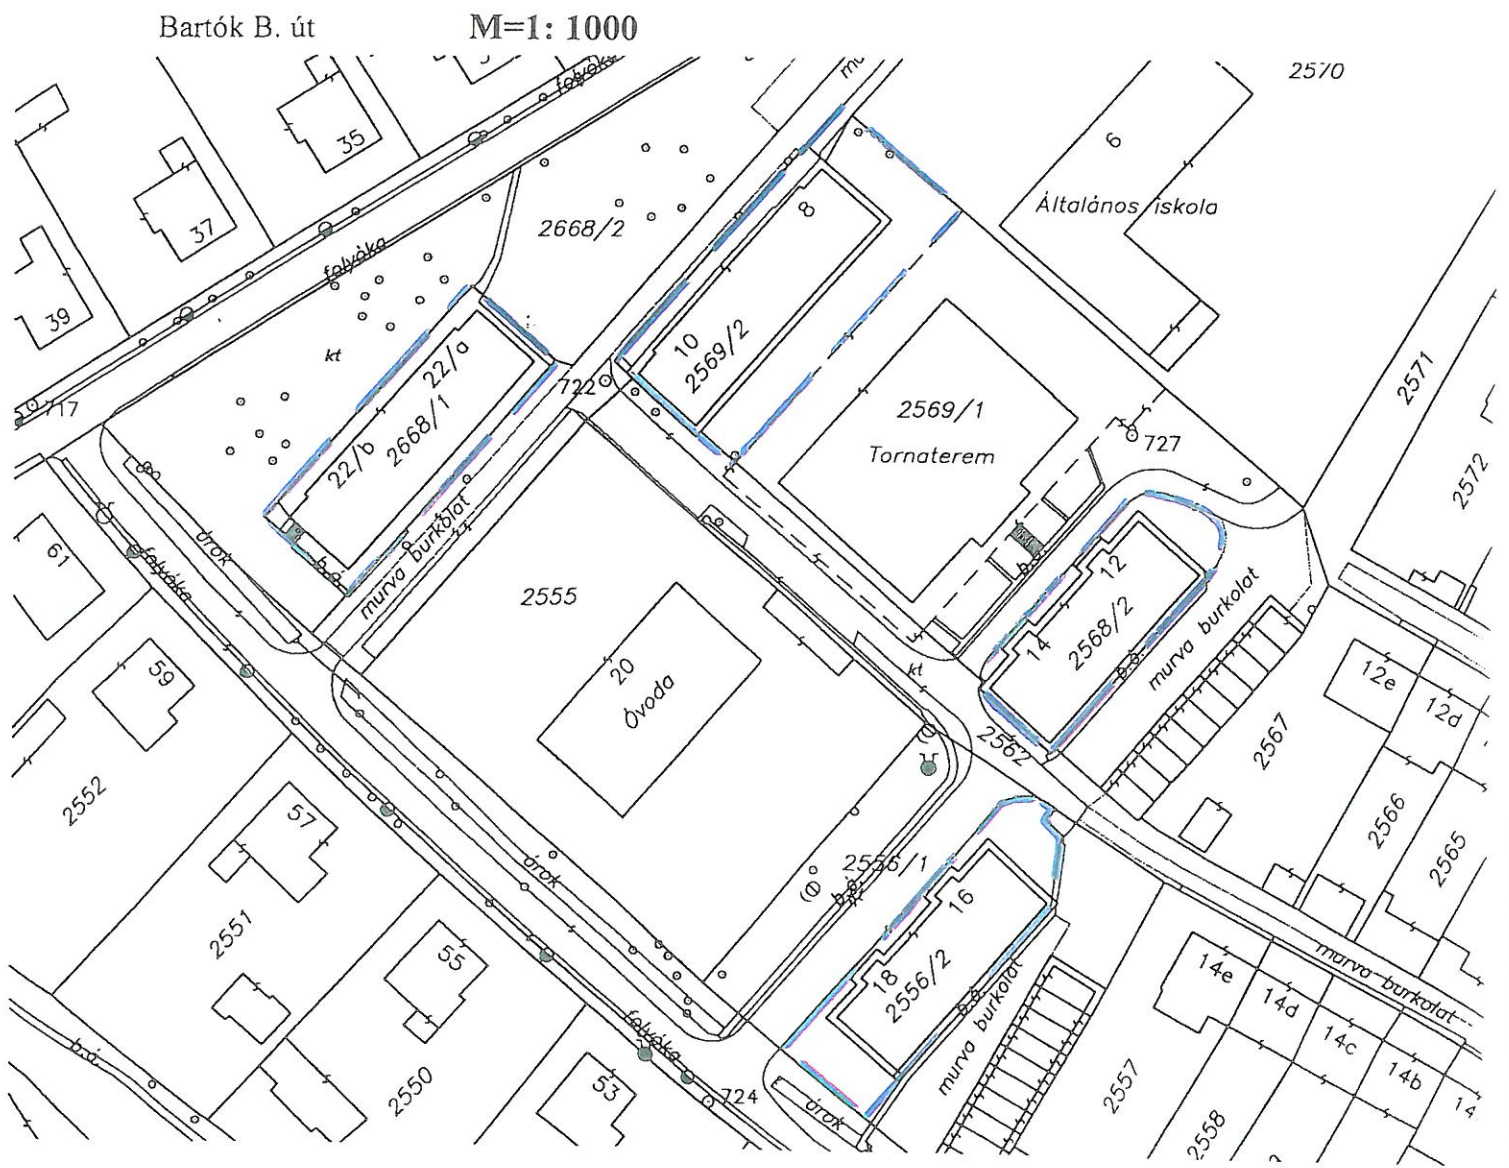 Bartók B. út M=1: 1000
folyóka
2570
35
6
37
Általános iskola
8
2668/2
folyóka
39
kt
10
2569/2
22/a
722
2668/1
22/b
717
2569/1
Tornaterem
727
2571
2572
árok
murva burkolat
61
folyóka
b.ú.
2555
12
14
2568/2
b.ú.
murva burkolat
59
20
Óvoda
kt
2562
12e
12d
2567
2552
57
2566
2565
árok
2556/1
16
18
2556/2
b.ú.
murva burkolat
2551
55
14e
14d
14c
14b
14
murva burkolat
b.ú.
folyóka
53
724
árok
2550
2557
2558